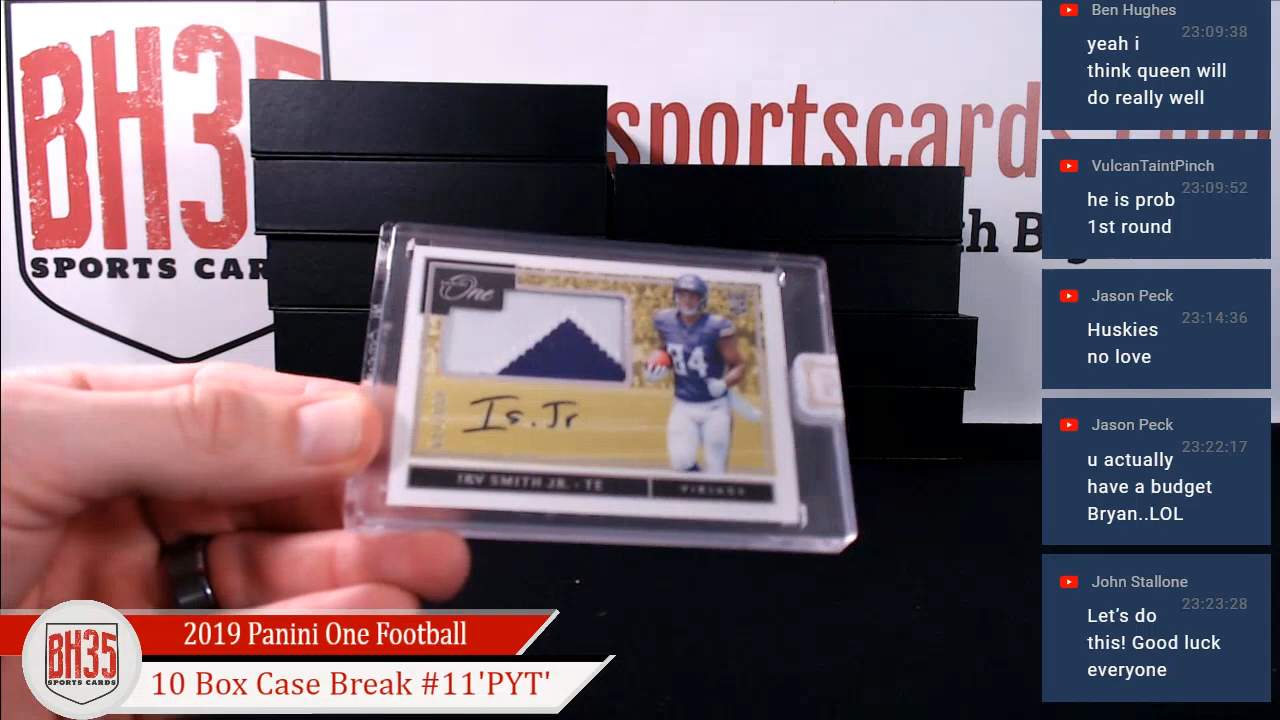 BH35
SPORTS CAR
sportscards
th B
One
34
Is. Jr
IRV SMITH JR. - TE
VIKINGS
2019 Panini One Football
10 Box Case Break #11'PYT'
BH35
SPORTS CARDS
Ben Hughes
23:09:38
yeah i
think queen will
do really well
VulcanTaintPinch
23:09:52
he is prob
1st round
Jason Peck
23:14:36
Huskies
no love
Jason Peck
23:22:17
u actually
have a budget
Bryan..LOL
John Stallone
23:23:28
Let's do
this! Good luck
everyone